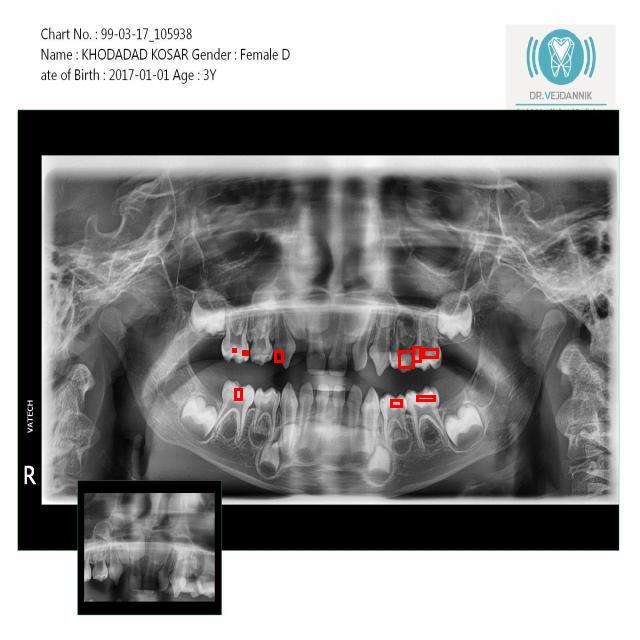 Chart No. : 99-03-17_105938
Name : KHODADAD KOSAR Gender : Female D
ate of Birth : 2017-01-01 Age : 3Y
DR.VEJDANNIK
VATECH
R